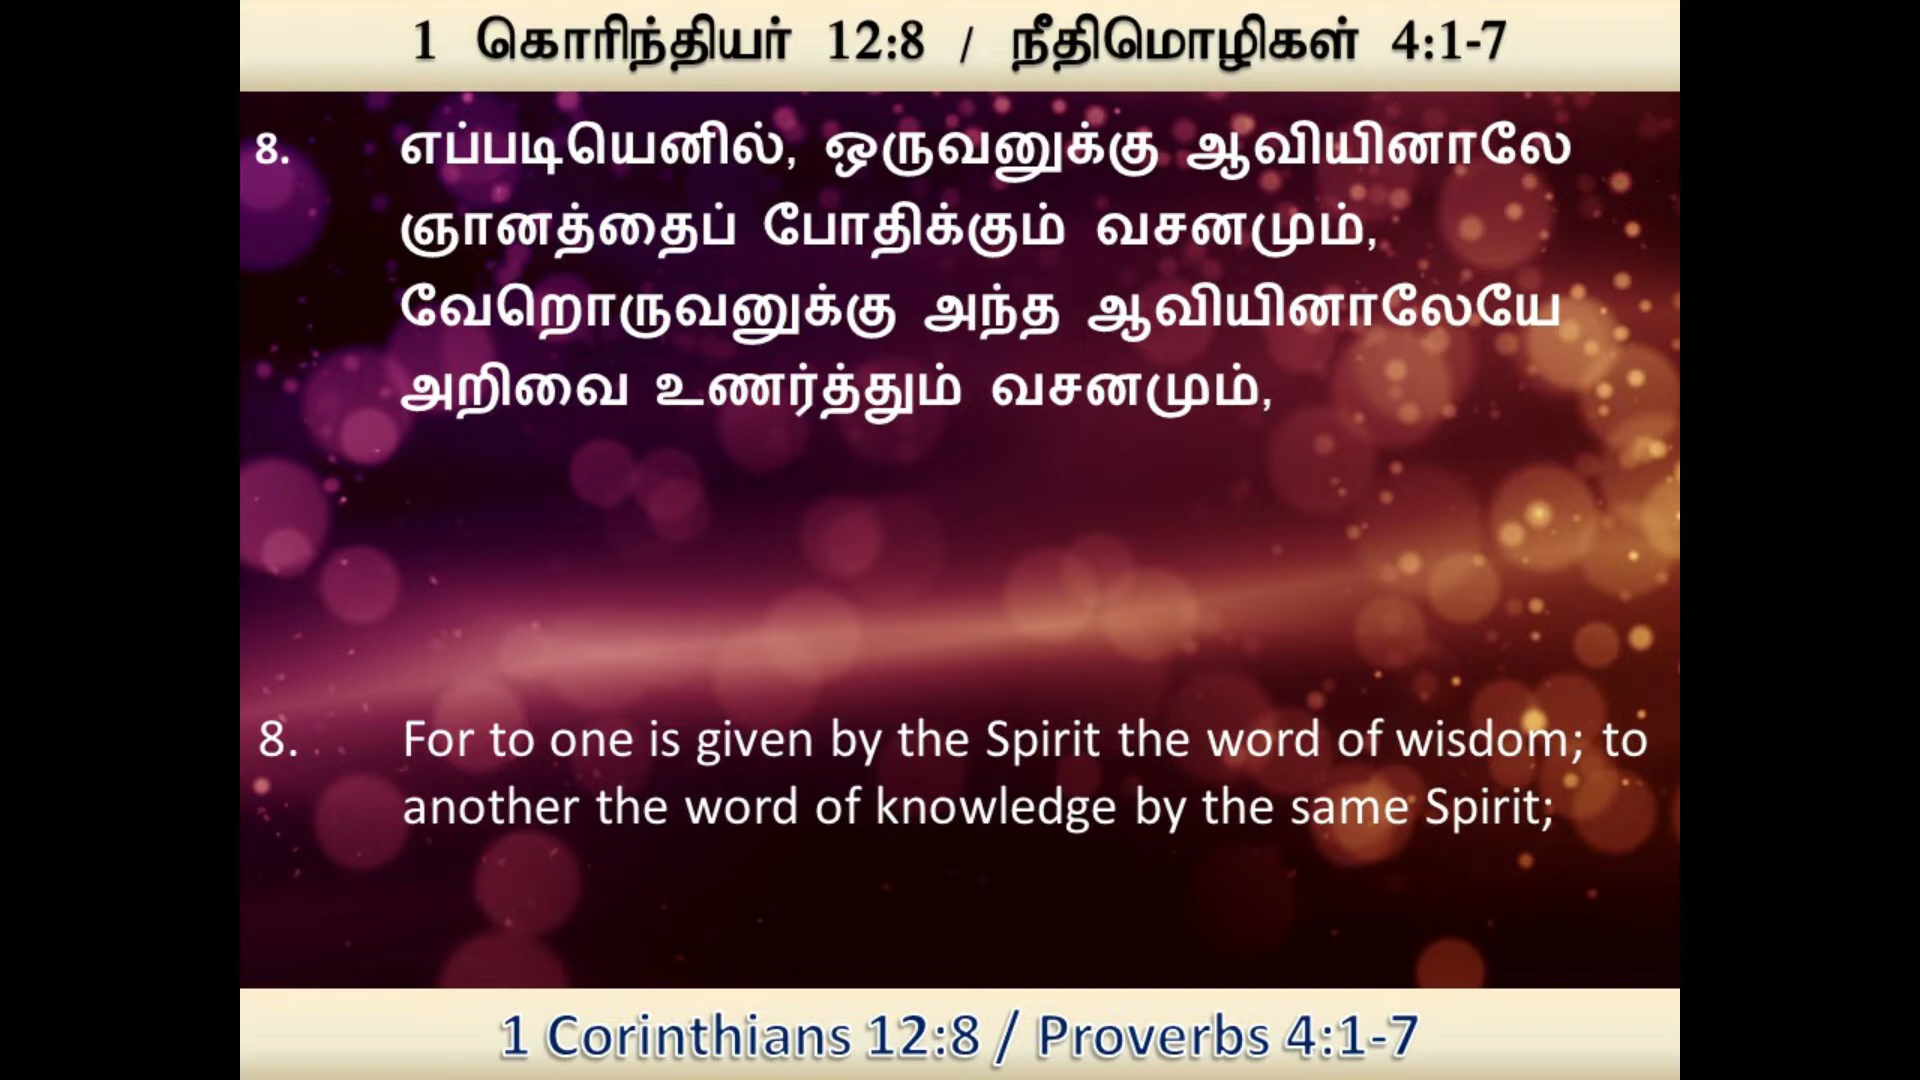 1 கொரிந்தியர் 12:8 / நீதிமொழிகள் 4:1-7
8. எப்படியெனில், ஒருவனுக்கு ஆவியினாலே
ஞானத்தைப் போதிக்கும் வசனமும்,
வேறொருவனுக்கு அந்த ஆவியினாலேயே
அறிவை உணர்த்தும் வசனமும்,
8. For to one is given by the Spirit the word of wisdom; to
another the word of knowledge by the same Spirit;
1 Corinthians 12:8 / Proverbs 4:1-7